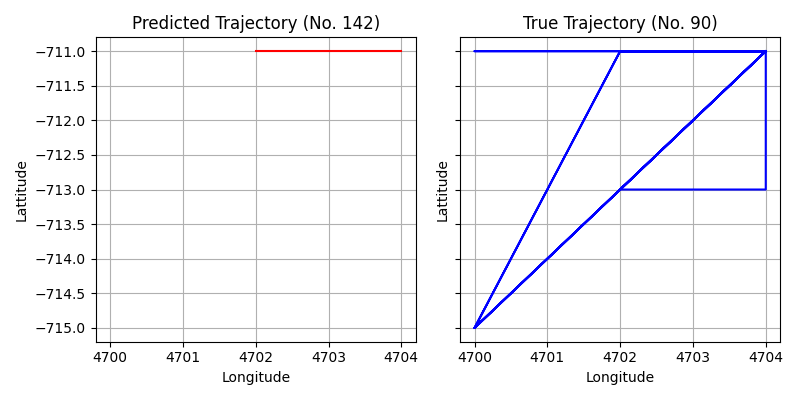 Predicted Trajectory (No. 142)
True Trajectory (No. 90)
−711.0
−711.5
−712.0
−712.5
−713.0
−713.5
−714.0
−714.5
−715.0
Lattitude
Lattitude
4700 4701 4702 4703 4704
4700 4701 4702 4703 4704
Longitude
Longitude